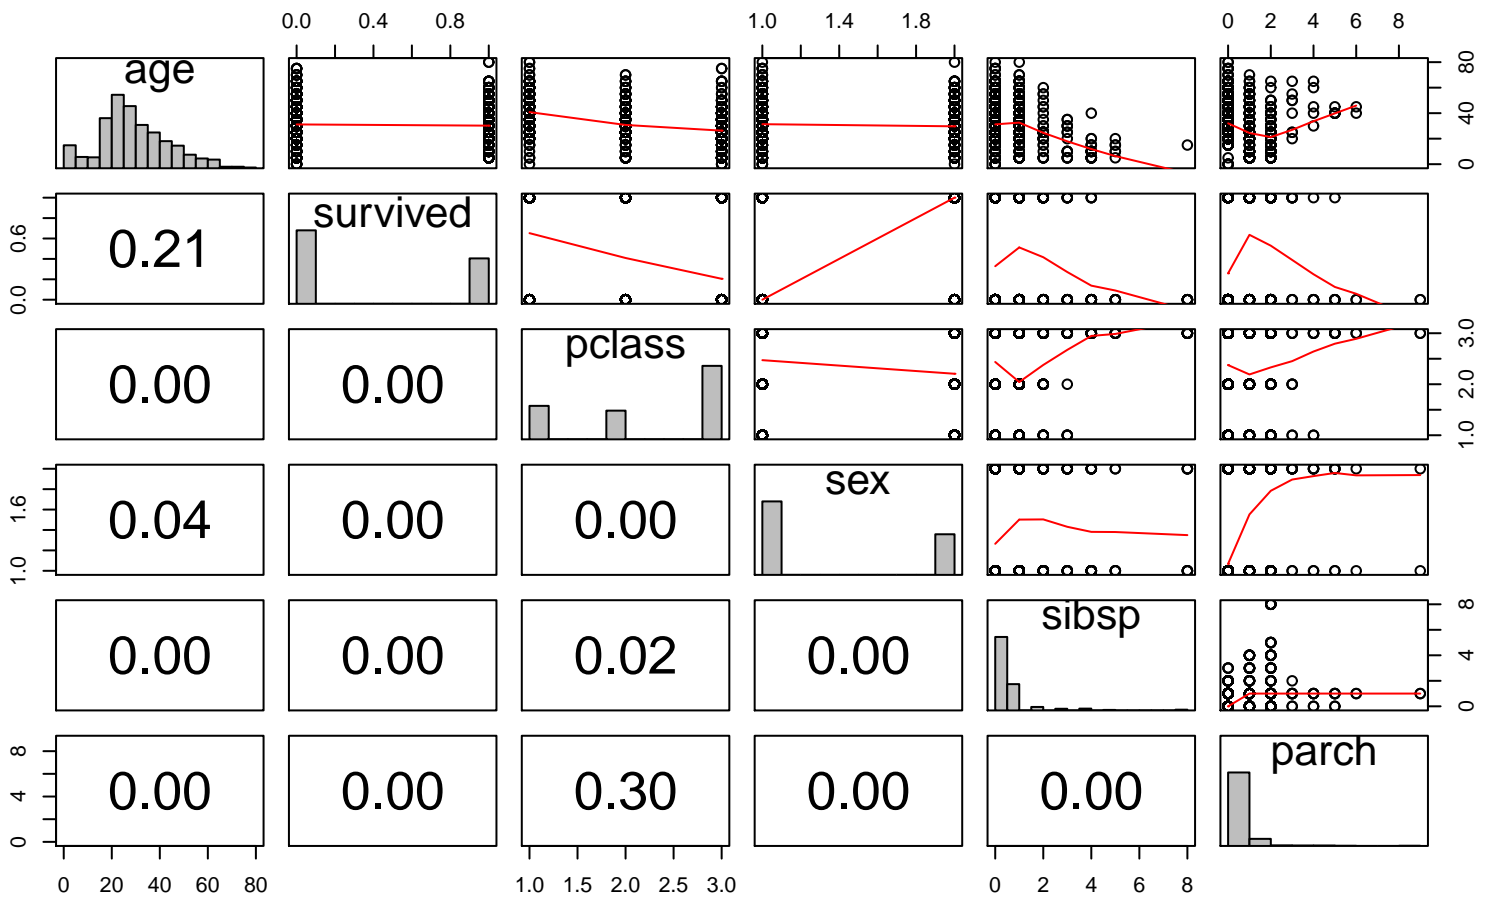 0.0 0.4 0.8 1.0 1.4 1.8 0 2 4 6 8
age 0 40 80
0.0 0.6 0.21 survived
0.00 0.00 pclass 1.0 2.0 3.0
1.0 1.6 0.04 0.00 0.00 sex
0.00 0.00 0.02 0.00 sibsp 0 4 8
0 4 8 0.00 0.00 0.30 0.00 0.00 parch
0 20 40 60 80 1.0 1.5 2.0 2.5 3.0 0 2 4 6 8